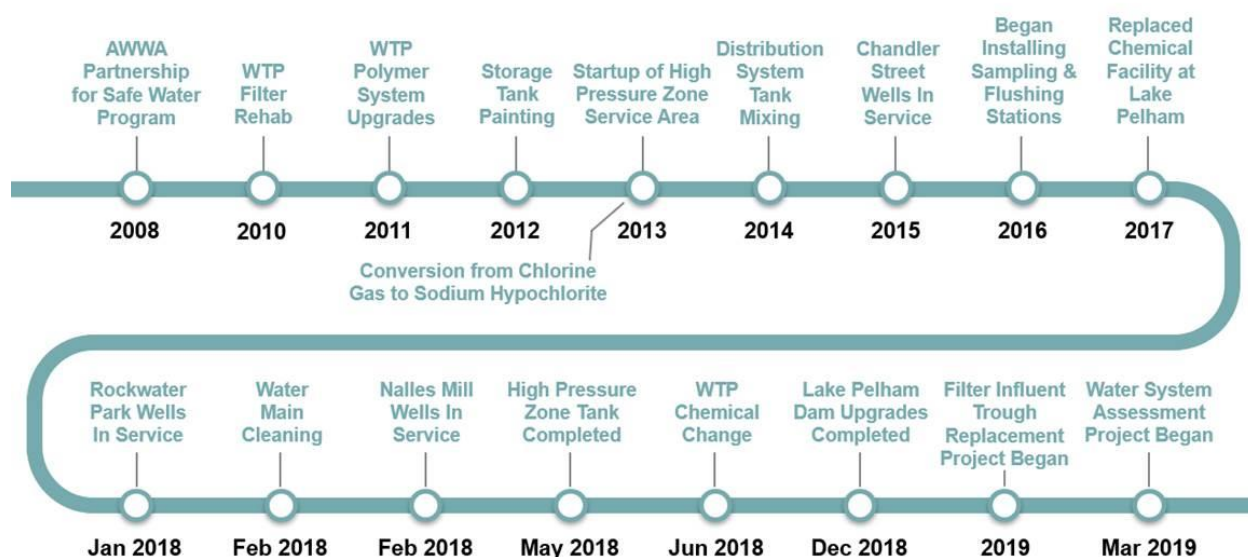 AWWA
Partnership
for Safe Water
Program
WTP
Filter
Rehab
WTP
Polymer
System
Upgrades
Storage
Tank
Painting
Startup of High
Pressure Zone
Service Area
Distribution
System
Tank
Mixing
Chandler
Street
Wells In
Service
Began
Installing
Sampling &
Flushing
Stations
Replaced
Chemical
Facility at
Lake
Pelham
2008
2010
2011
2012
2013
2014
2015
2016
2017
Conversion from Chlorine
Gas to Sodium Hypochlorite
Rockwater
Park Wells
In Service
Water
Main
Cleaning
Nalles Mill
Wells In
Service
High Pressure
Zone Tank
Completed
WTP
Chemical
Change
Lake Pelham
Dam Upgrades
Completed
Filter Influent
Trough
Replacement
Project Began
Water System
Assessment
Project Began
Jan 2018
Feb 2018
Feb 2018
May 2018
Jun 2018
Dec 2018
2019
Mar 2019